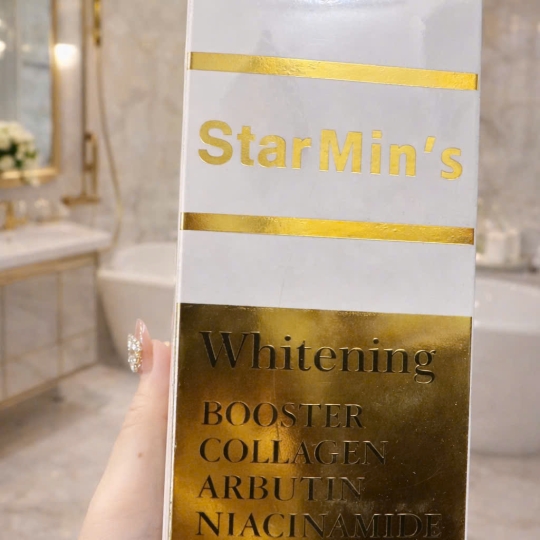 StarMin's
Whitening
BOOSTER
COLLAGEN
ARBUTIN
NIACINAMIDE